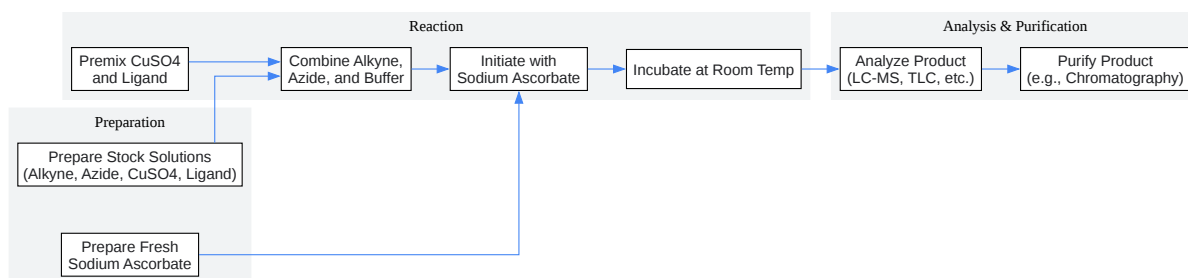 Reaction
Premix CuSO4
and Ligand
Combine Alkyne,
Azide, and Buffer
Initiate with
Sodium Ascorbate
Incubate at Room Temp
Analysis & Purification
Analyze Product
(LC-MS, TLC, etc.)
Purify Product
(e.g., Chromatography)
Preparation
Prepare Stock Solutions
(Alkyne, Azide, CuSO4, Ligand)
Prepare Fresh
Sodium Ascorbate